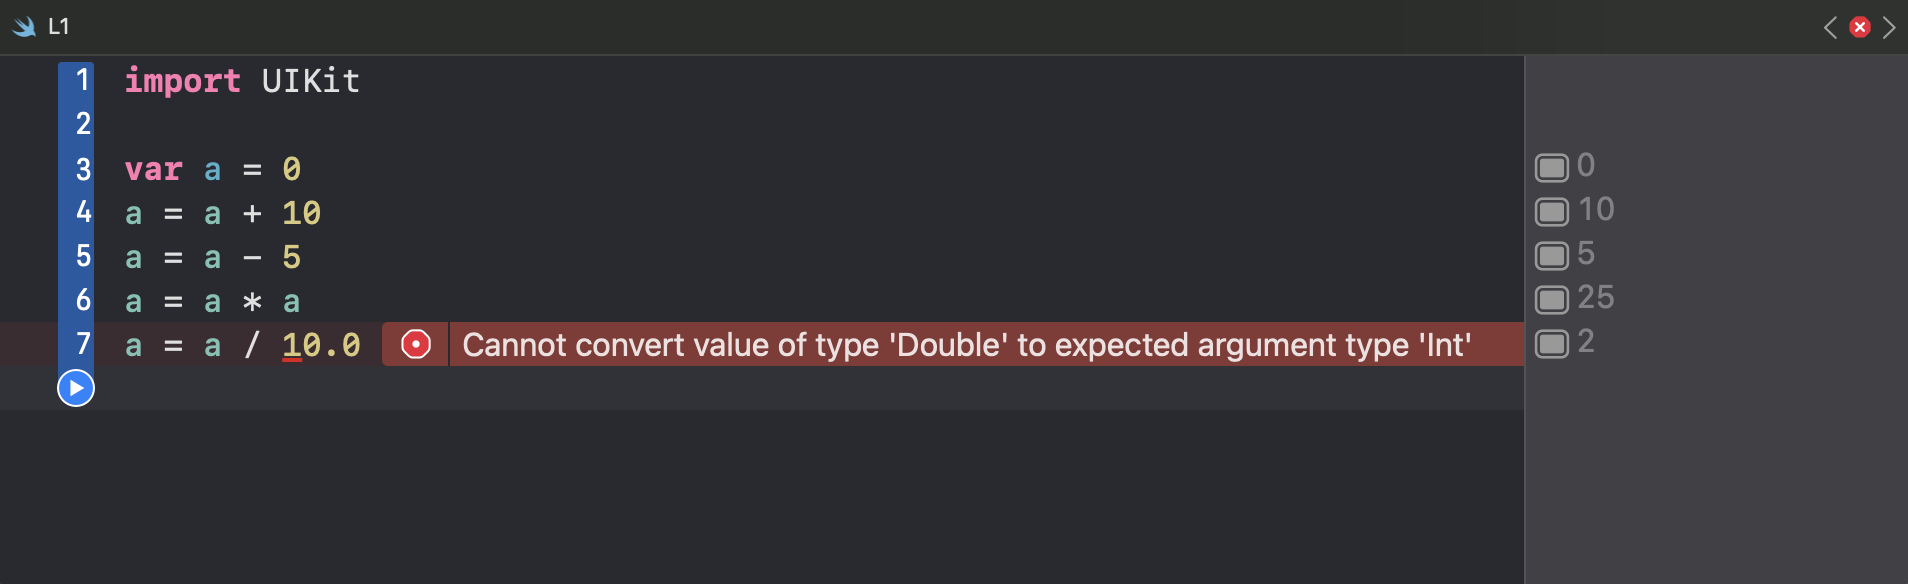 L1
1 import UIKit
2
3 var a = 0 0
4 a = a + 10 10
5 a = a - 5 5
6 a = a * a 25
7 a = a / 10.0 Cannot convert value of type 'Double' to expected argument type 'Int' 2